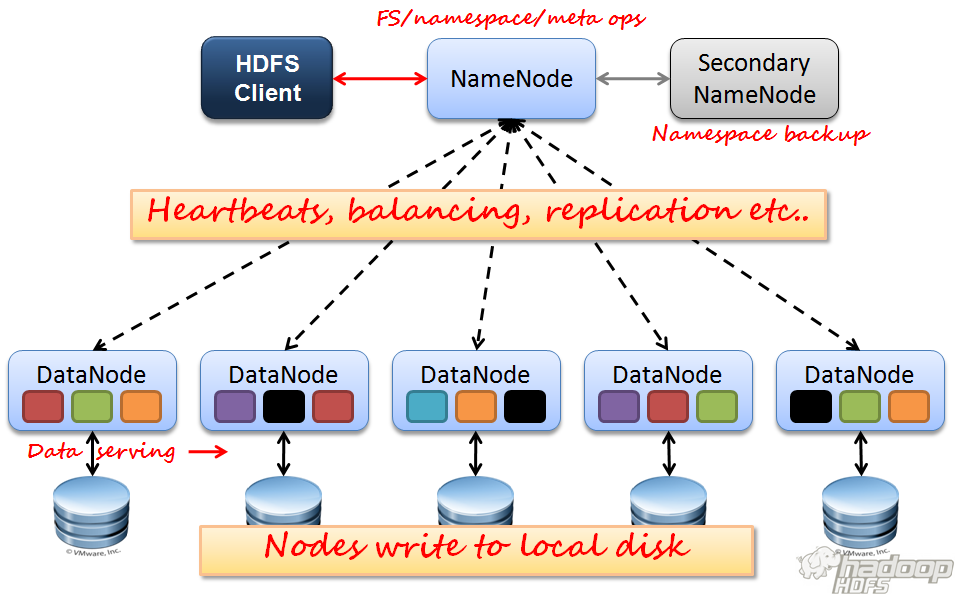 FS/namespace/meta ops
HDFS
Client
NameNode
Secondary
NameNode
Namespace backup
Heartbeats, balancing, replication etc..
DataNode
DataNode
DataNode
DataNode
DataNode
Data serving
© VMware, Inc.
Nodes write to local disk
© VMware, Inc.
hadoop
HDFS